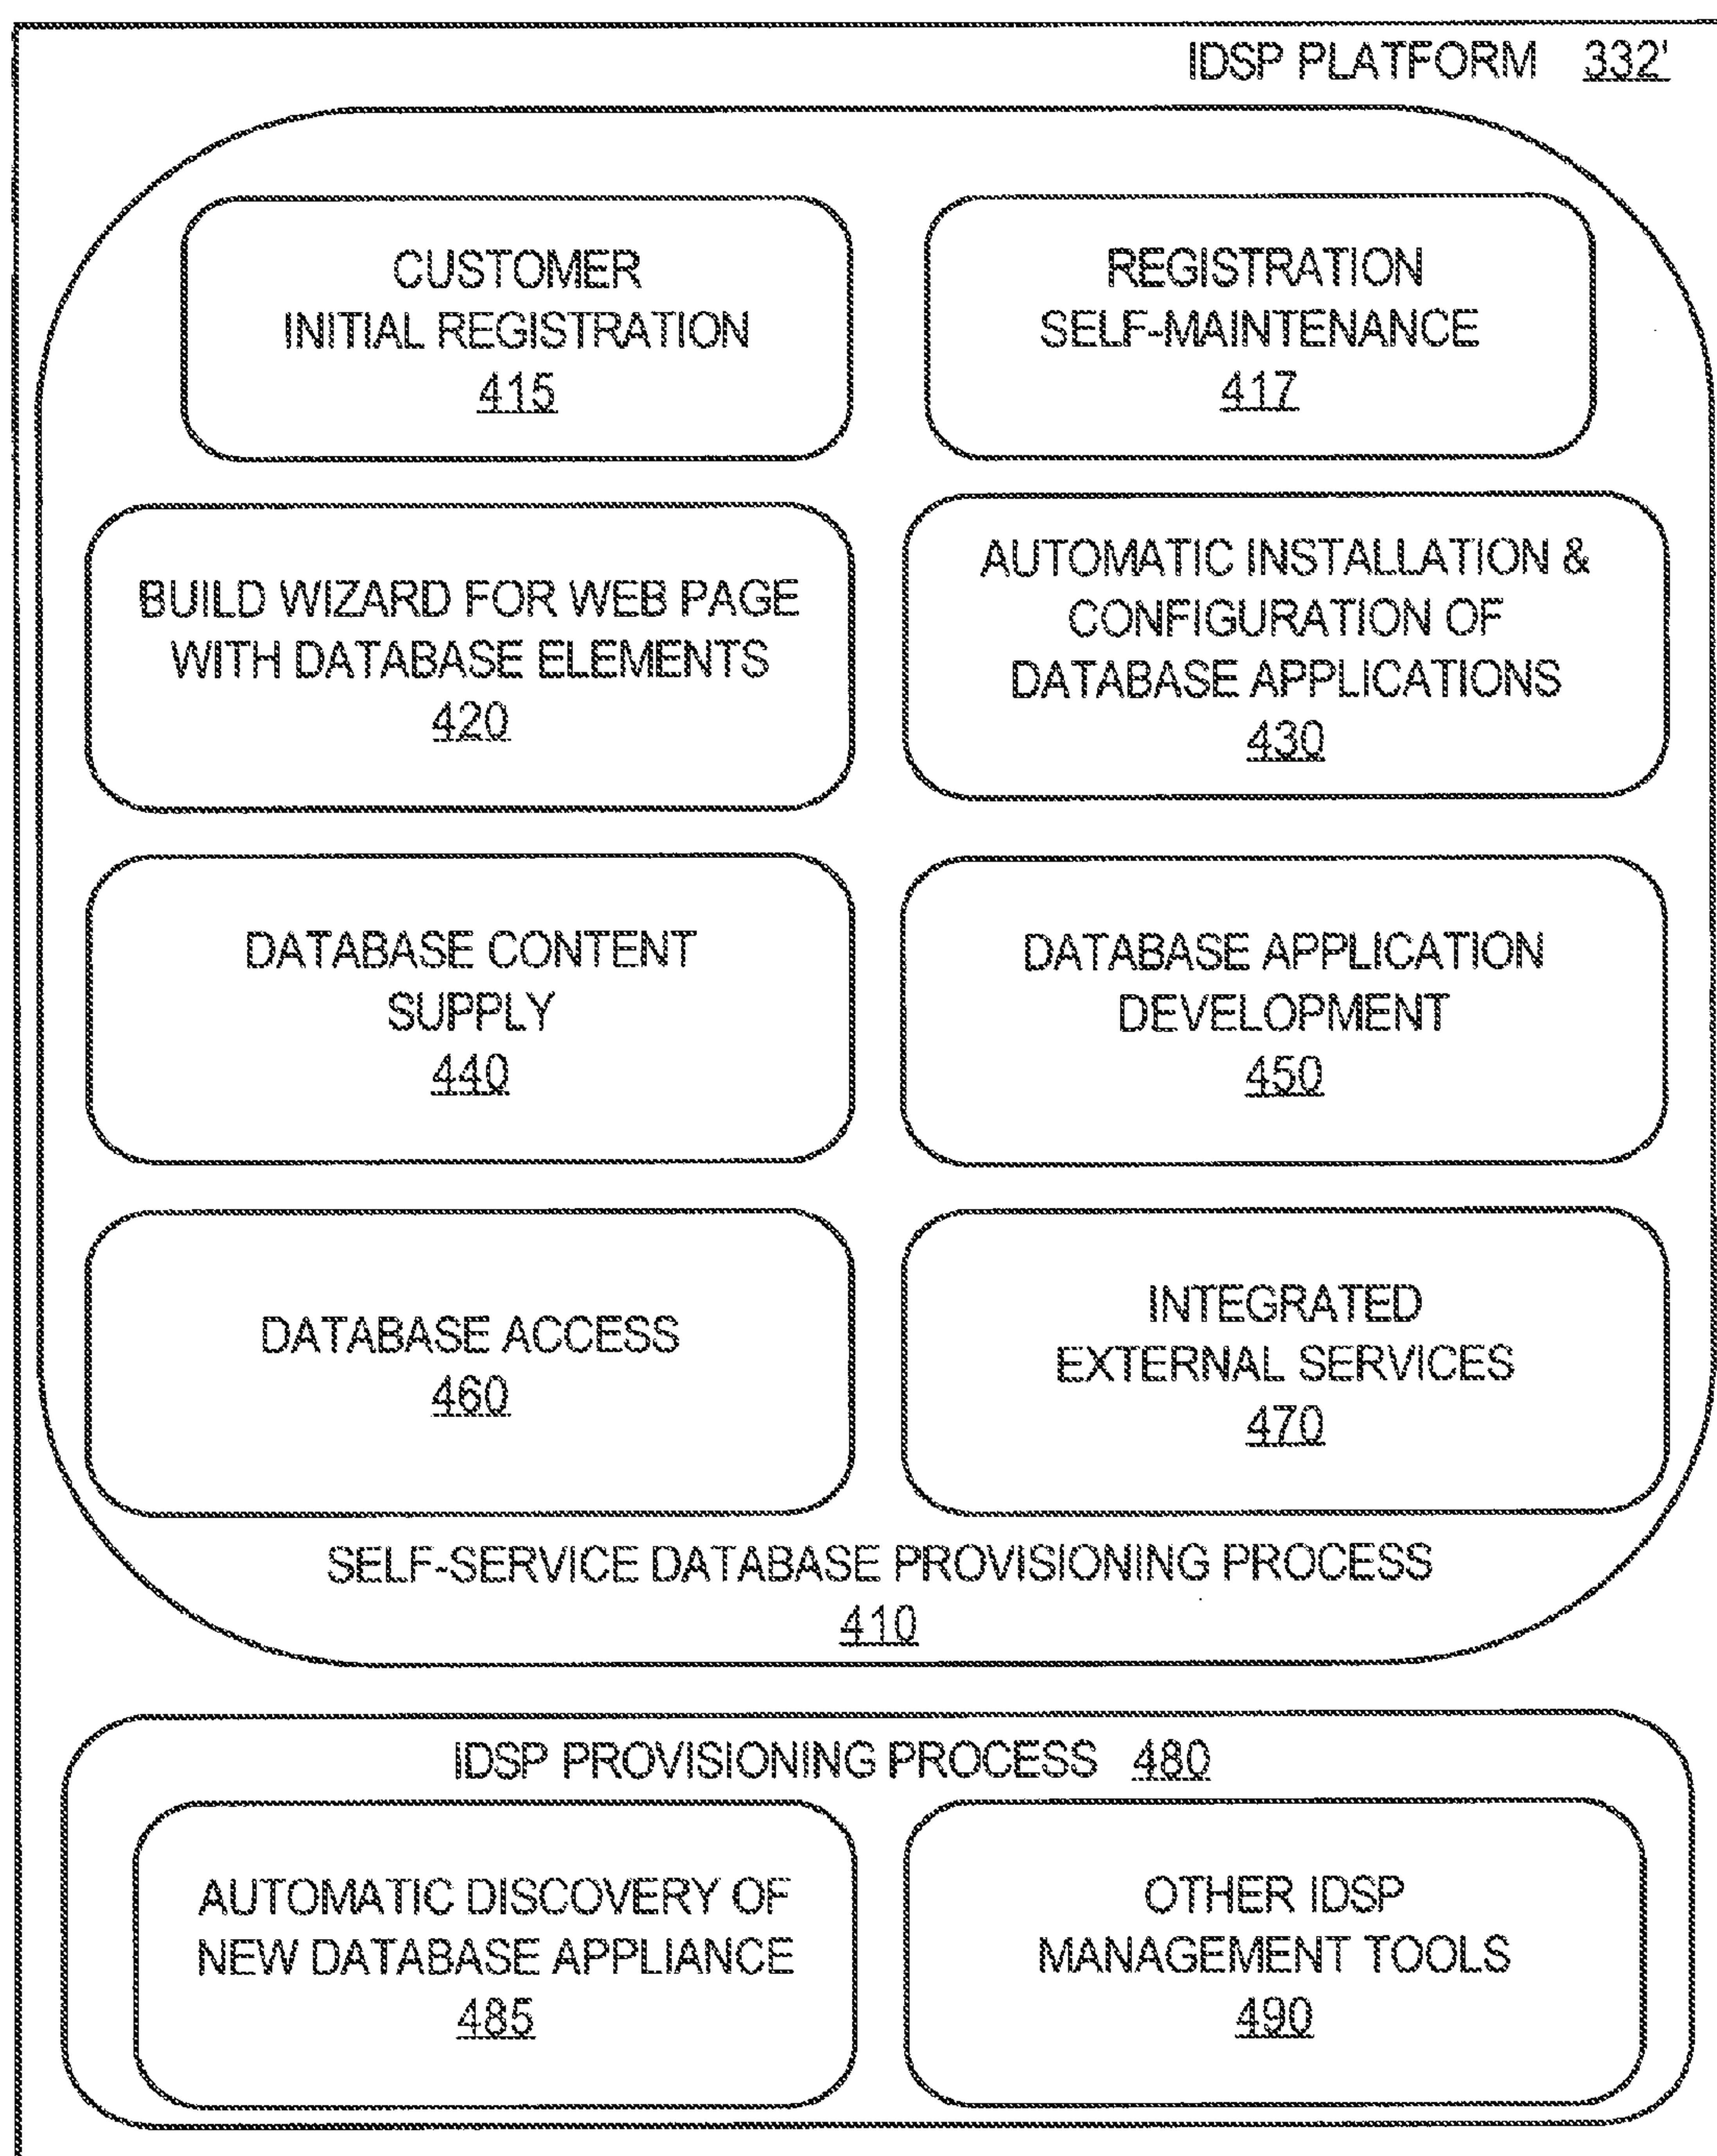 IDSP PLATFORM 332'
CUSTOMER
INITIAL REGISTRATION
415
REGISTRATION
SELF-MAINTENANCE
417
BUILD WIZARD FOR WEB PAGE
WITH DATABASE ELEMENTS
420
AUTOMATIC INSTALLATION &
CONFIGURATION OF
DATABASE APPLICATIONS
430
DATABASE CONTENT
SUPPLY
440
DATABASE APPLICATION
DEVELOPMENT
450
DATABASE ACCESS
460
INTEGRATED
EXTERNAL SERVICES
470
SELF-SERVICE DATABASE PROVISIONING PROCESS
410
IDSP PROVISIONING PROCESS 480
AUTOMATIC DISCOVERY OF
NEW DATABASE APPLIANCE
485
OTHER IDSP
MANAGEMENT TOOLS
490